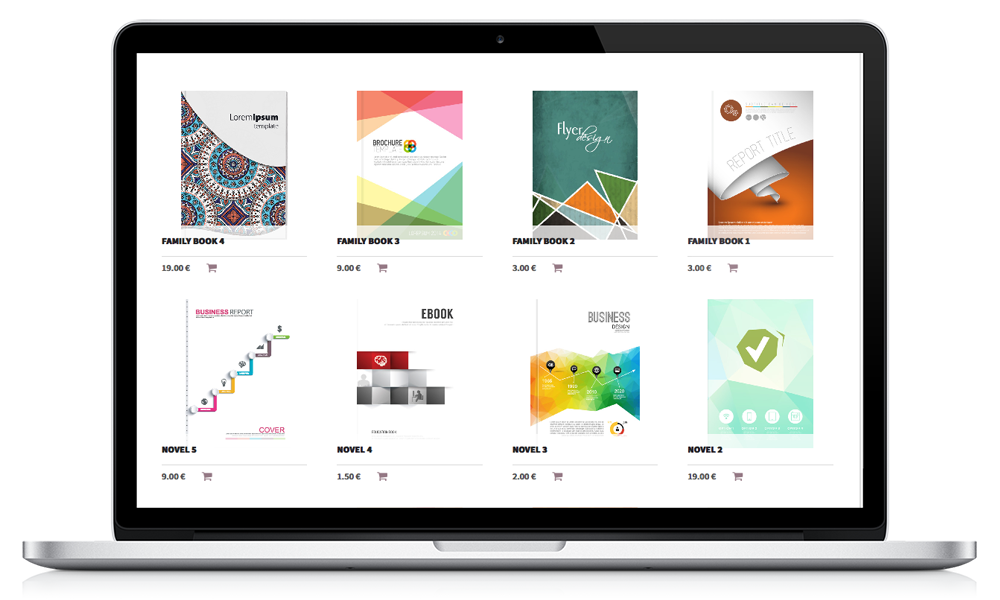 LoremIpsum
template
BROCHURE
Flyer
design
REPORT TITLE
FAMILY BOOK 4
FAMILY BOOK 3
FAMILY BOOK 2
FAMILY BOOK 1
19.00 €
9.00 €
3.00 €
3.00 €
BUSINESS REPORT
$
COVER
EBOOK
BUSINESS
DESIGN
NOVEL 5
NOVEL 4
NOVEL 3
NOVEL 2
9.00 €
1.50 €
2.00 €
19.00 €